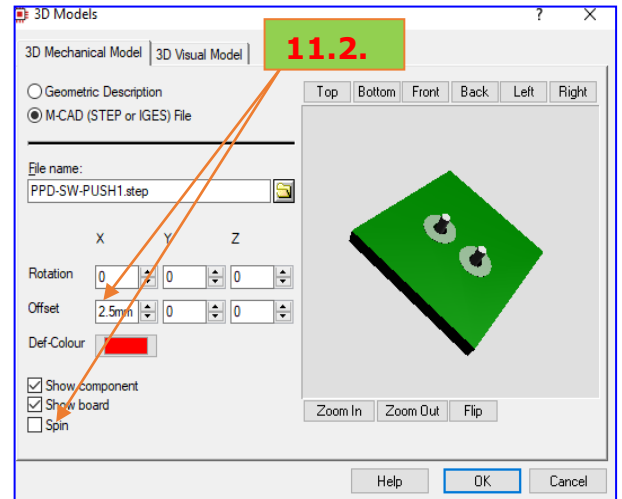 3D Models ? X
3D Mechanical Model 3D Visual Model
11.2.
Geometric Description
M-CAD (STEP or IGES) File
Top Bottom Front Back Left Right
File name:
PPD-SW-PUSH1.step
X Y Z
Rotation 0 0 0
Offset 2.5mm 0 0
Def-Colour
Show component
Show board
Spin
Zoom In Zoom Out Flip
Help OK Cancel